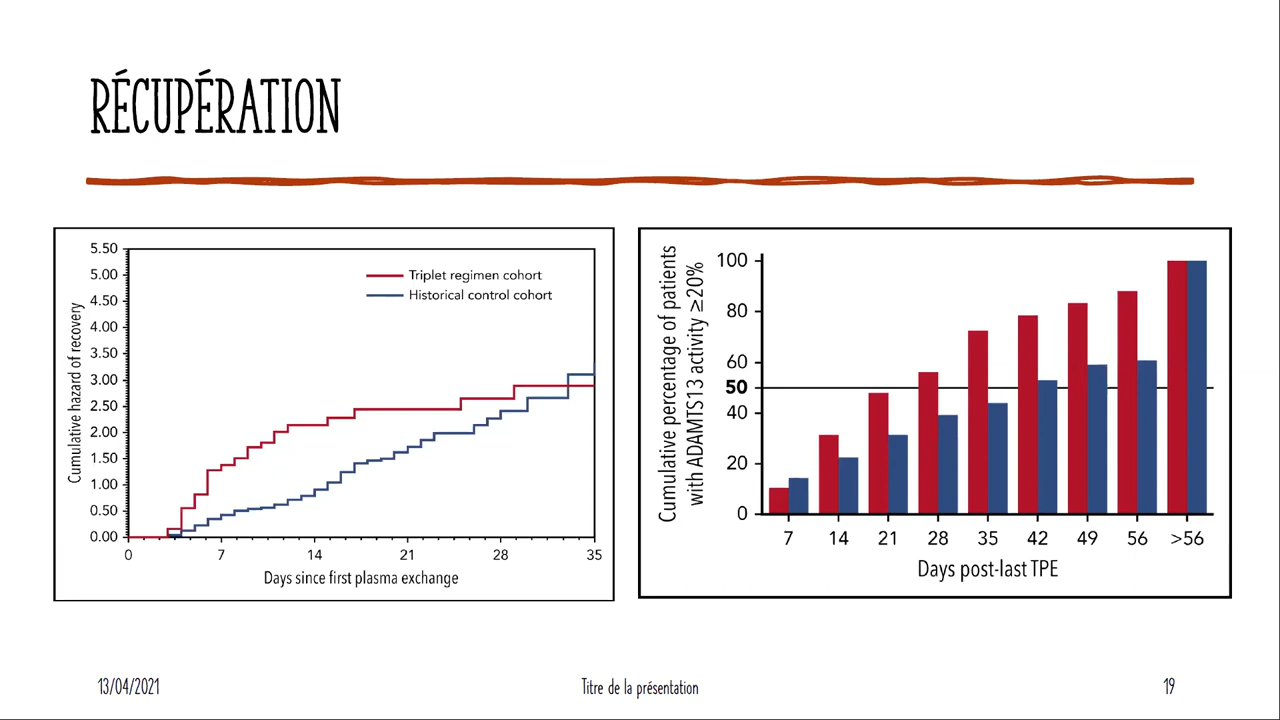 RÉCUPÉRATION
5.50
5.00
4.50
4.00
3.50
3.00
2.50
2.00
1.50
1.00
0.50
0.00
Cumulative hazard of recovery
Triplet regimen cohort
Historical control cohort
0 7 14 21 28 35
Days since first plasma exchange
Cumulative percentage of patients
with ADAMTS13 activity ≥20%
100
80
60
50
40
20
0
7 14 21 28 35 42 49 56 >56
Days post-last TPE
13/04/2021
Titre de la présentation
19